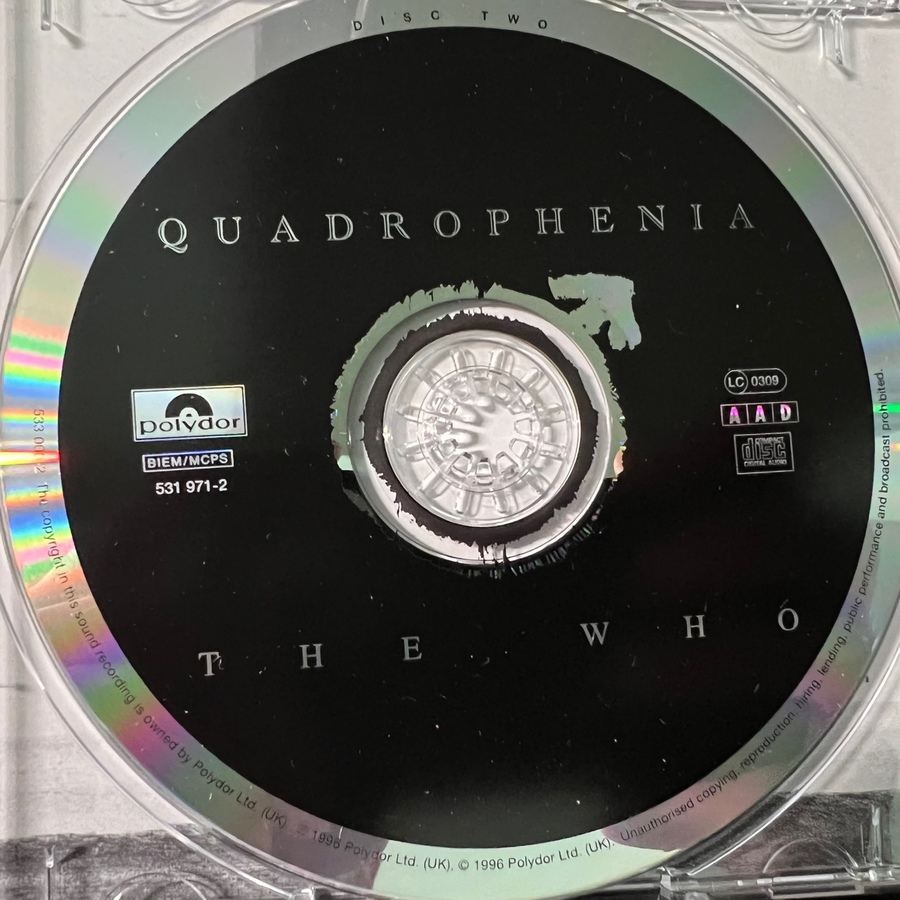 DISC TWO
QUADROPHENIA
polydor
BIEM/MCPS
531 971-2
LC 0309
AAD
COMPACT
disc
DIGITAL AUDIO
THE WHO
533 The copyright in this sound recording is owned by Polydor Ltd. (UK) 1996 Polydor Ltd. (UK), © 1996 Polydor Ltd. (UK). Unauthorised copying, reproduction, hiring, lending, public performance and broadcast prohibited.